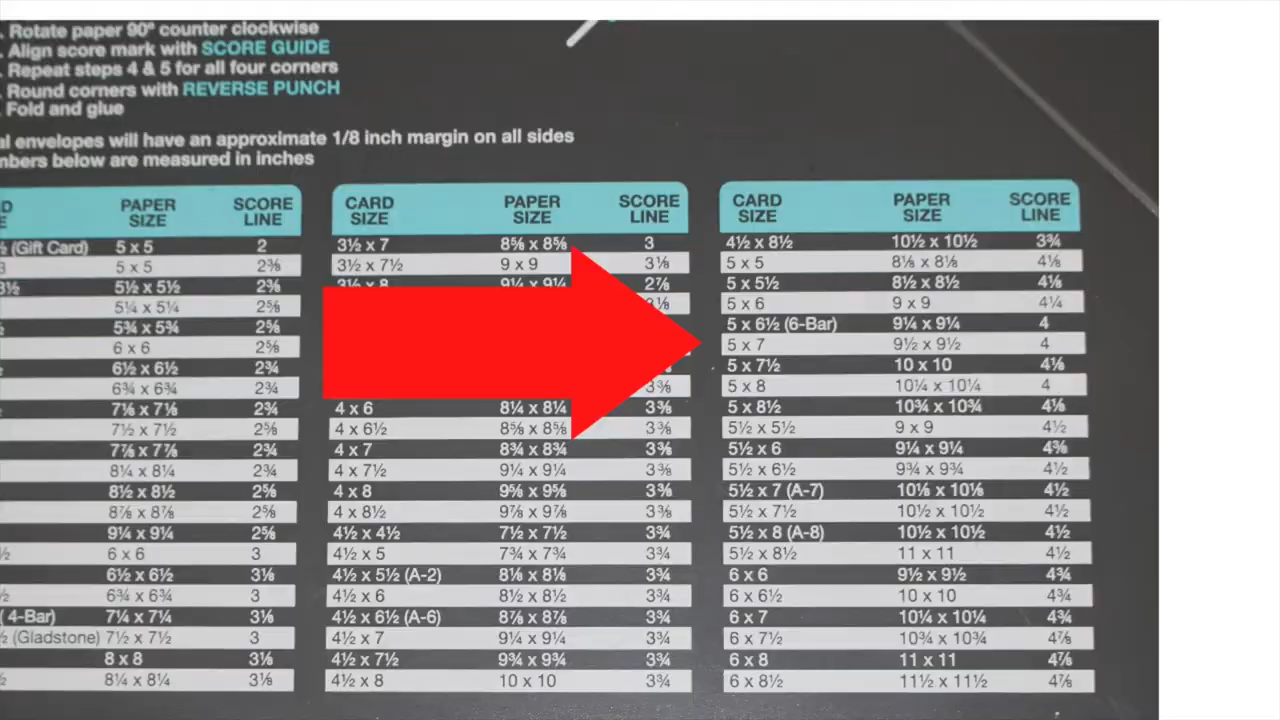 . Rotate paper 90º counter clockwise
. Align score mark with SCORE GUIDE
. Repeat steps 4 & 5 for all four corners
. Round corners with REVERSE PUNCH
. Fold and glue
envelopes will have an approximate 1/8 inch margin on all sides
below are measured in inches
PAPER SIZE SCORE LINE
(Gift Card) 5 x 5 2
5 x 5 2⅜
5½ x 5½ 2⅜
5¼ x 5¼ 2⅝
5¾ x 5¾ 2⅝
6 x 6 2⅝
6½ x 6½ 2¾
6¾ x 6¾ 2¾
7⅛ x 7⅛ 2¾
7½ x 7½ 2⅝
7⅞ x 7⅞ 2¾
8¼ x 8¼ 2¾
8½ x 8½ 2⅝
8⅞ x 8⅞ 2⅝
9¼ x 9¼ 2⅝
6 x 6 3
6½ x 6½ 3⅛
6¾ x 6¾ 3
4-Bar) 7¼ x 7¼ 3⅛
(Gladstone) 7½ x 7½ 3
8 x 8 3⅛
8¼ x 8¼ 3⅛
CARD SIZE PAPER SIZE SCORE LINE
3½ x 7 8⅝ x 8⅝ 3
3½ x 7½ 9 x 9 3⅛
3½ x 8 9¼ x 9¼ 2⅞
3⅛
3⅜
4 x 6 8¼ x 8¼ 3⅜
4 x 6½ 8⅝ x 8⅝ 3⅜
4 x 7 8¾ x 8¾ 3⅜
4 x 7½ 9¼ x 9¼ 3⅜
4 x 8 9⅝ x 9⅝ 3⅜
4 x 8½ 9⅞ x 9⅞ 3⅜
4½ x 4½ 7½ x 7½ 3¾
4½ x 5 7¾ x 7¾ 3¾
4½ x 5½ (A-2) 8⅛ x 8⅛ 3¾
4½ x 6 8½ x 8½ 3¾
4½ x 6½ (A-6) 8⅞ x 8⅞ 3¾
4½ x 7 9¼ x 9¼ 3¾
4½ x 7½ 9¾ x 9¾ 3¾
4½ x 8 10 x 10 3¾
CARD SIZE PAPER SIZE SCORE LINE
4½ x 8½ 10½ x 10½ 3¾
5 x 5 8⅛ x 8⅛ 4⅛
5 x 5½ 8½ x 8½ 4⅛
5 x 6 9 x 9 4¼
5 x 6½ (6-Bar) 9¼ x 9¼ 4
5 x 7 9½ x 9½ 4
5 x 7½ 10 x 10 4⅛
5 x 8 10¼ x 10¼ 4
5 x 8½ 10¾ x 10¾ 4⅛
5½ x 5½ 9 x 9 4½
5½ x 6 9¼ x 9¼ 4⅜
5½ x 6½ 9¾ x 9¾ 4½
5½ x 7 (A-7) 10⅛ x 10⅛ 4½
5½ x 7½ 10½ x 10½ 4½
5½ x 8 (A-8) 10½ x 10½ 4½
5½ x 8½ 11 x 11 4½
6 x 6 9½ x 9½ 4¾
6 x 6½ 10 x 10 4¾
6 x 7 10¼ x 10¼ 4¾
6 x 7½ 10¾ x 10¾ 4⅞
6 x 8 11 x 11 4⅞
6 x 8½ 11½ x 11½ 4⅞